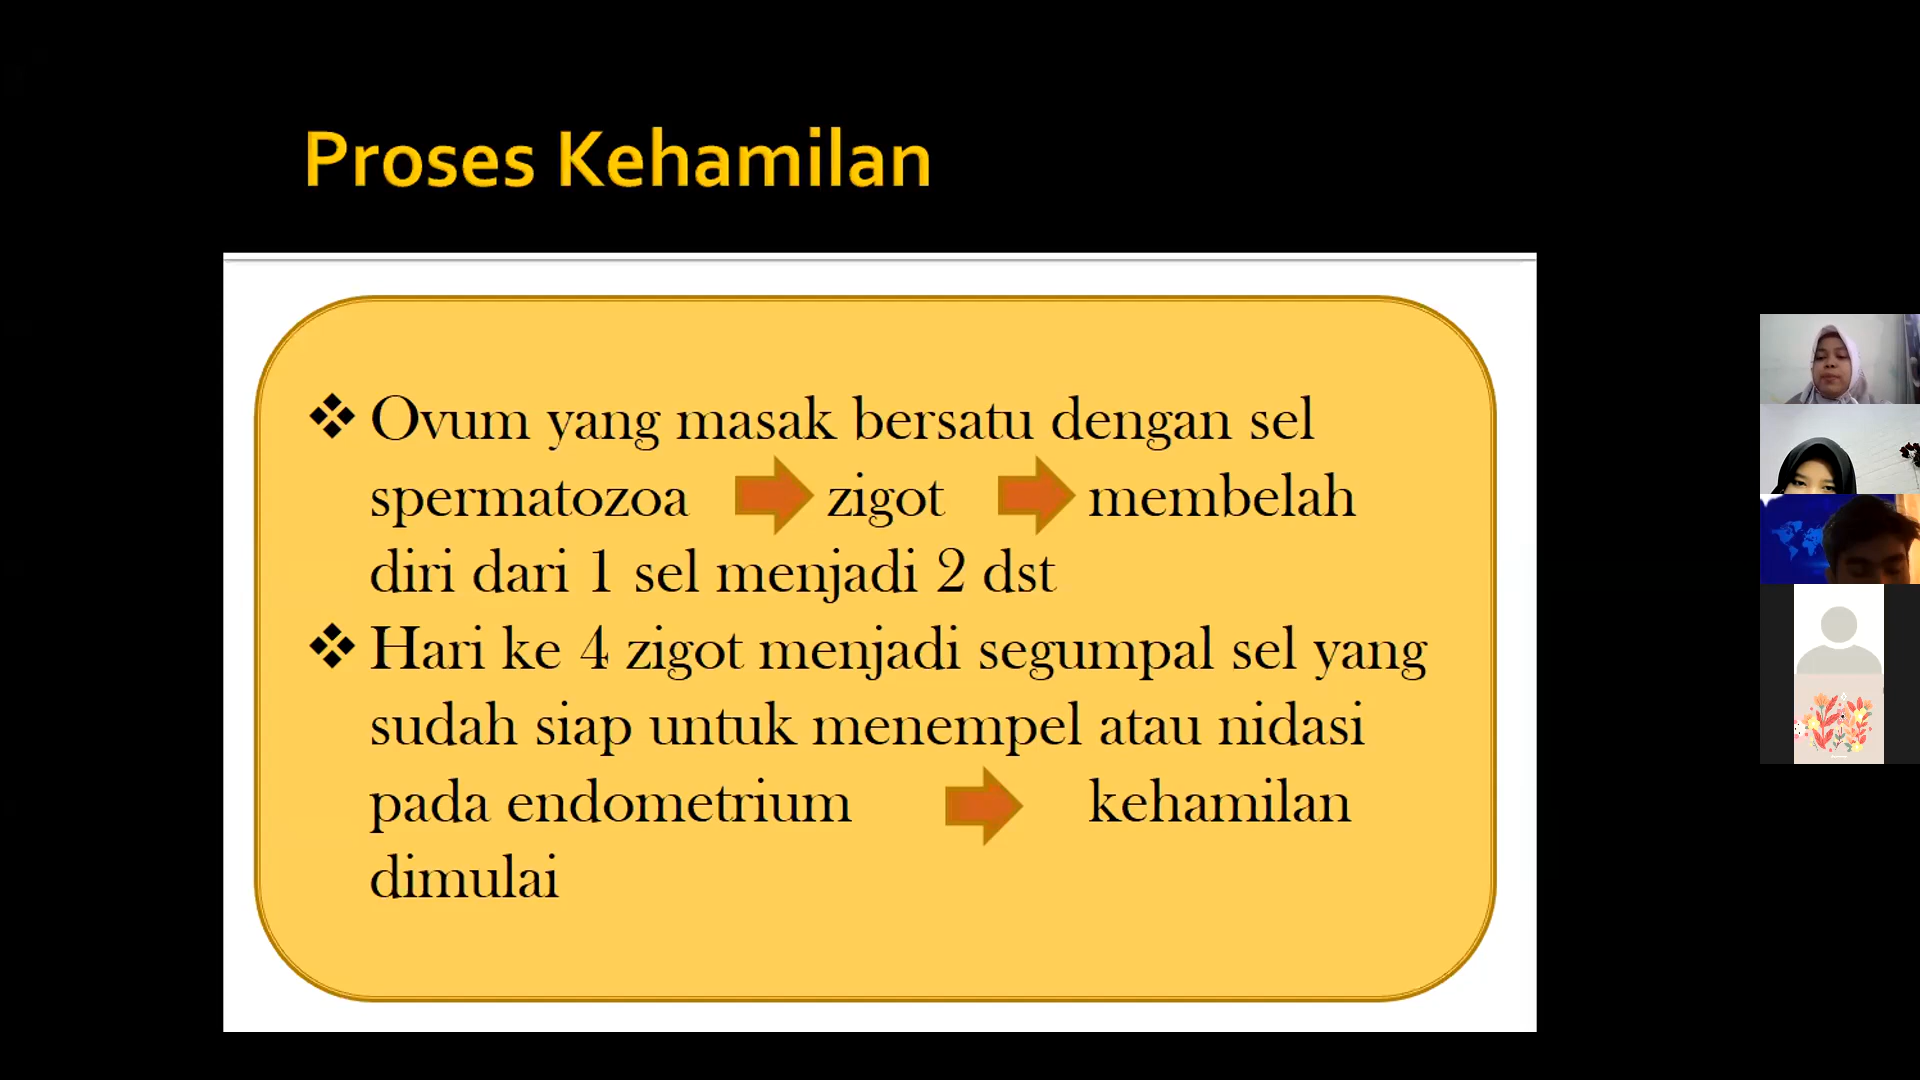 Proses Kehamilan
Ovum yang masak bersatu dengan sel
spermatozoa zigot membelah
diri dari 1 sel menjadi 2 dst
Hari ke 4 zigot menjadi segumpal sel yang
sudah siap untuk menempel atau nidasi
pada endometrium kehamilan
dimulai